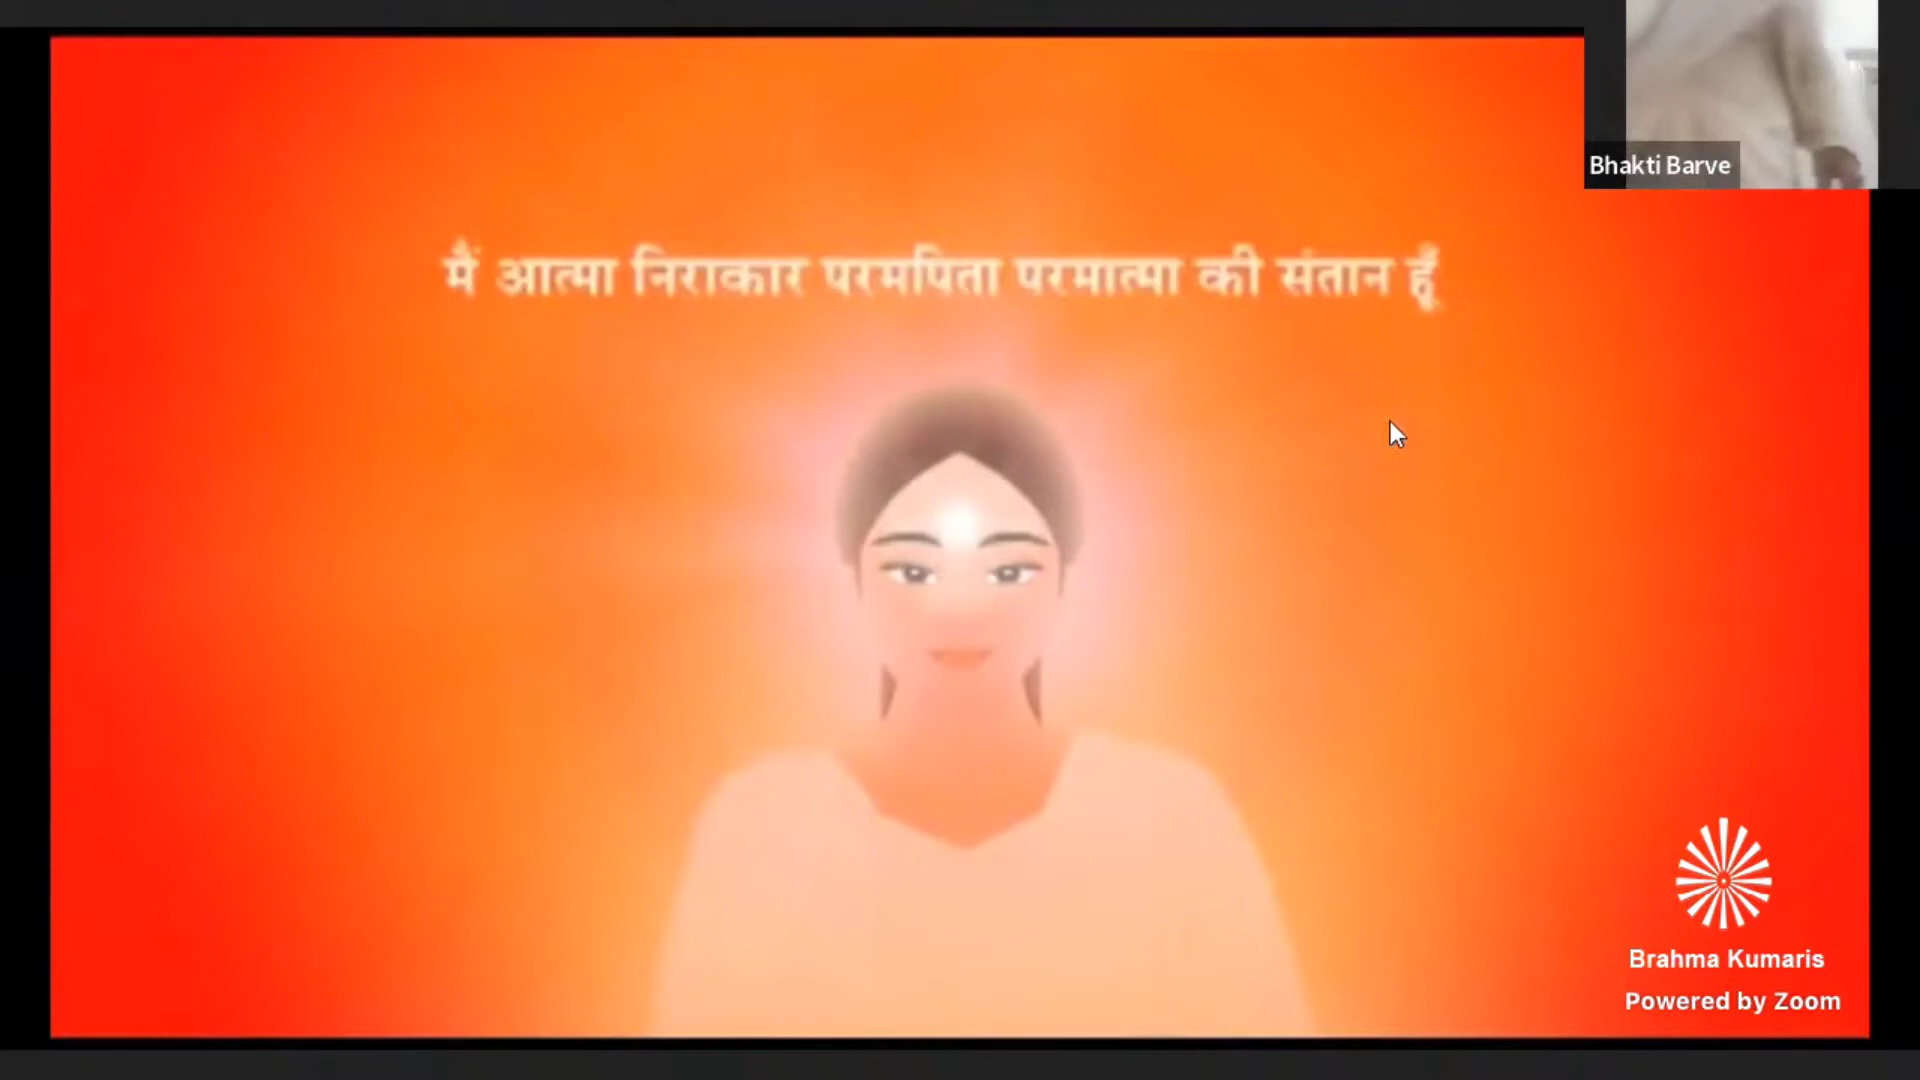 Bhakti Barve
मैं आत्मा निराकार परमपिता परमात्मा की संतान हूँ
Brahma Kumaris
Powered by Zoom